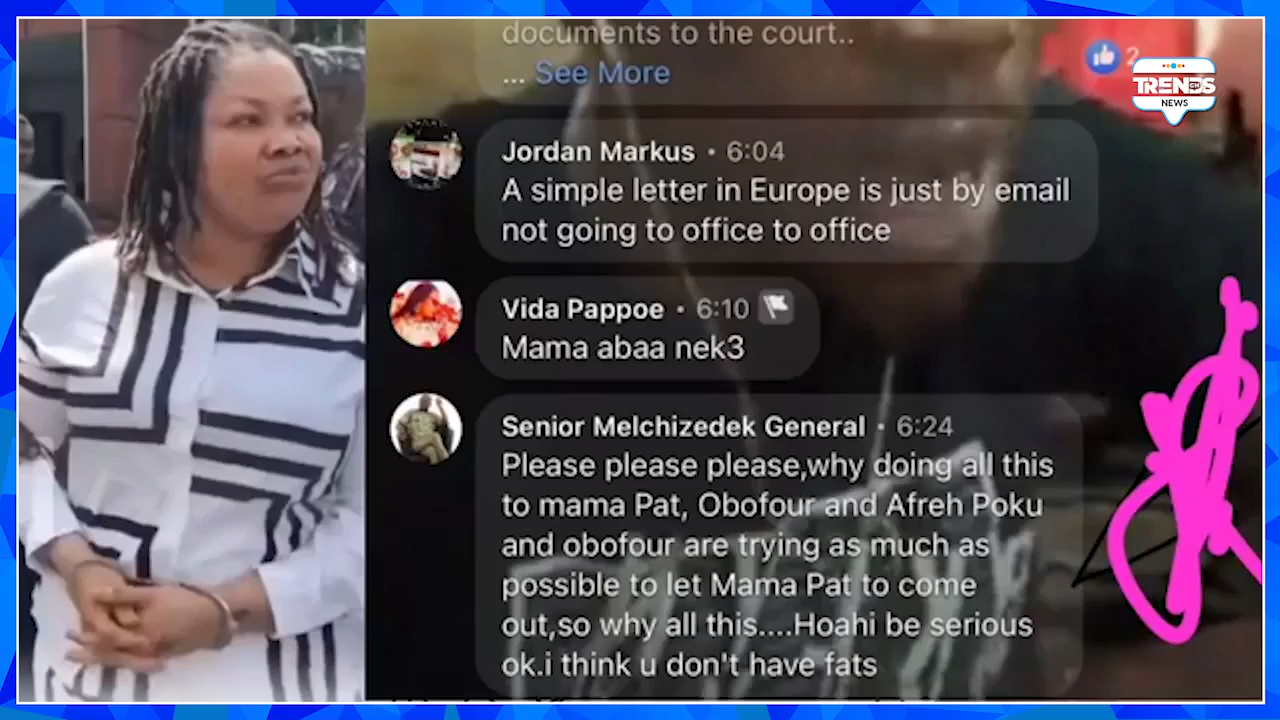 documents to the court..
... See More
2
TRENDS GH
NEWS
Jordan Markus • 6:04
A simple letter in Europe is just by email
not going to office to office
Vida Pappoe • 6:10
Mama abaa nek3
Senior Melchizedek General • 6:24
Please please please,why doing all this
to mama Pat, Obofour and Afreh Poku
and obofour are trying as much as
possible to let Mama Pat to come
out,so why all this....Hoahi be serious
ok.i think u don't have fats